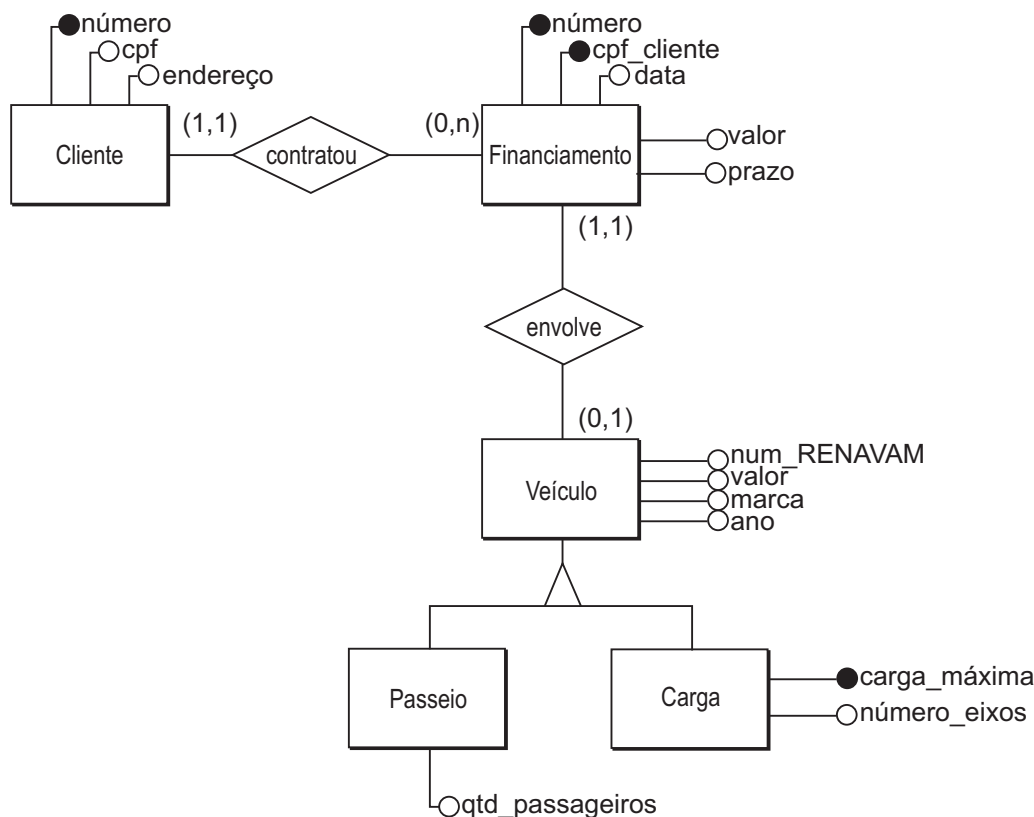 número
cpf
endereço
Cliente
(1,1)
contratou
(0,n)
número
cpf_cliente
data
Financiamento
valor
prazo
(1,1)
envolve
(0,1)
Veículo
num_RENAVAM
valor
marca
ano
Passeio
Carga
carga_máxima
número_eixos
qtd_passageiros